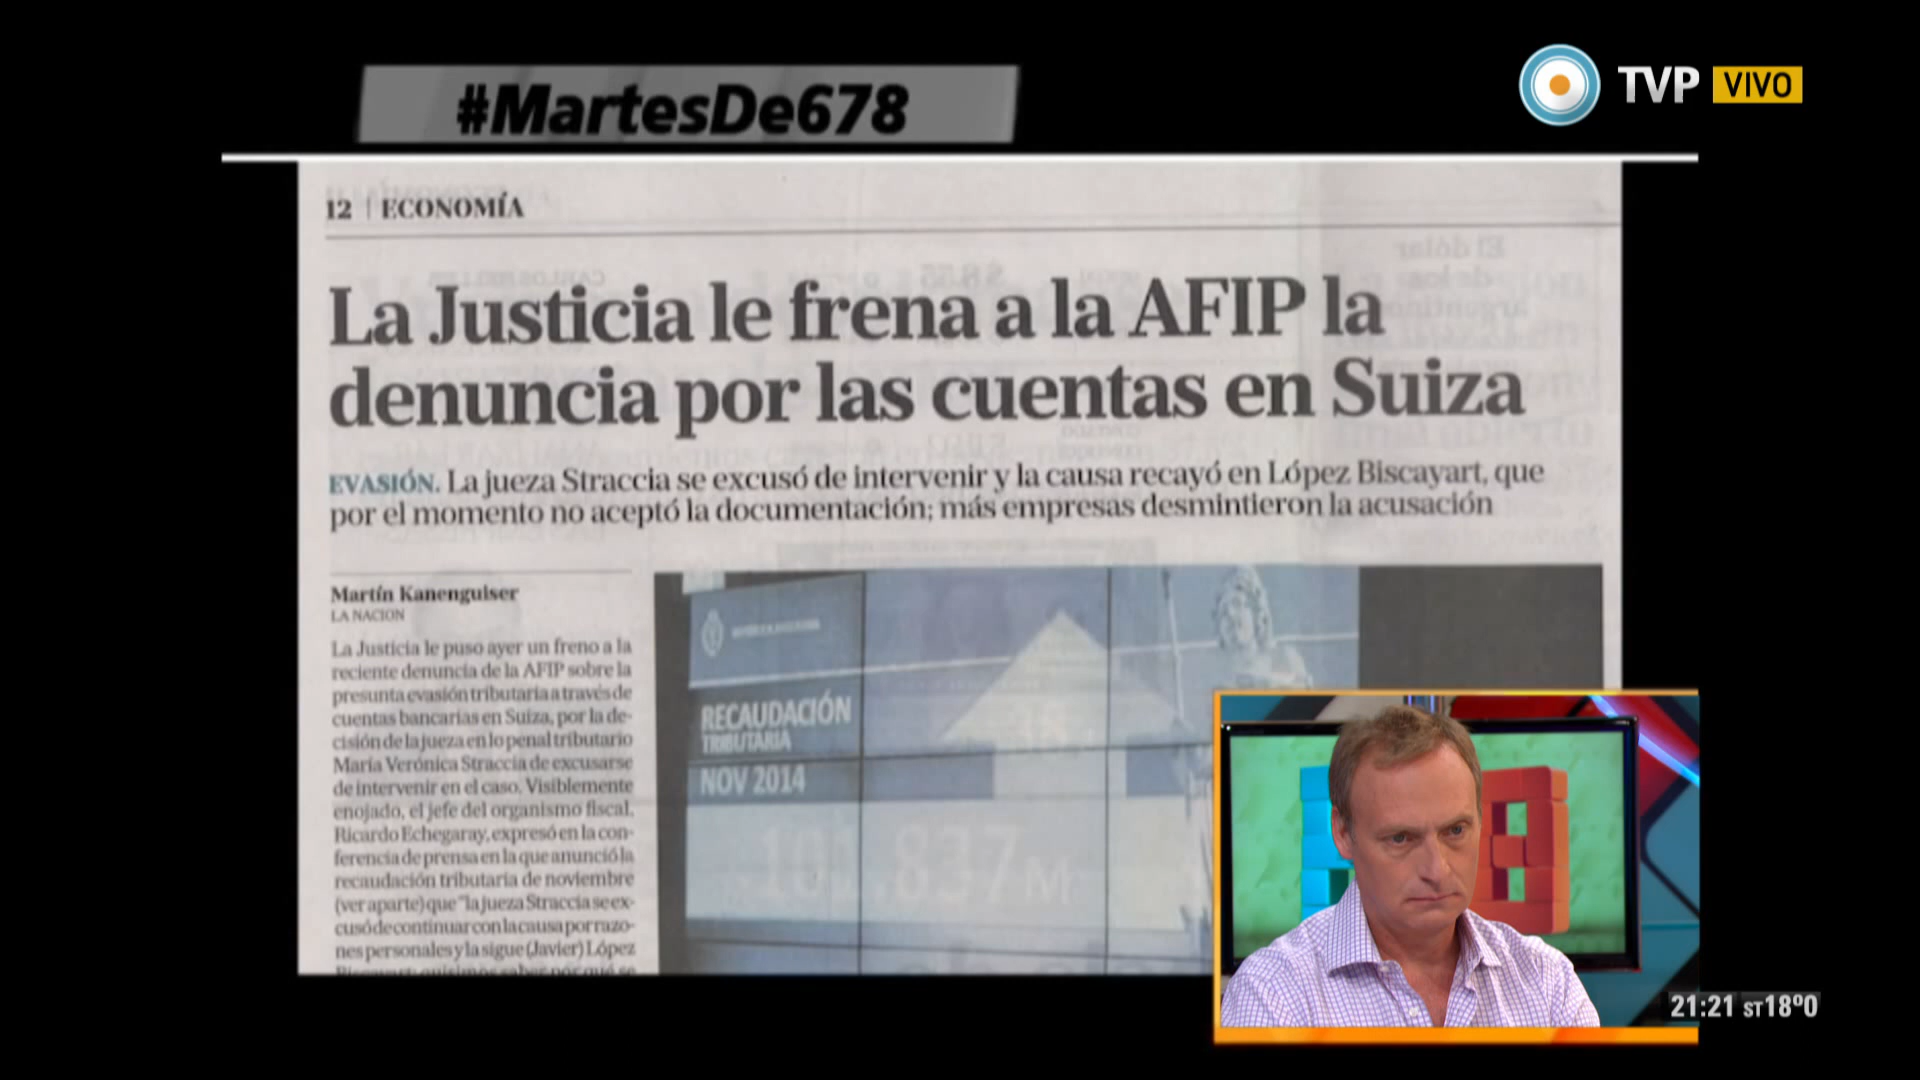 #MartesDe678
TVP VIVO
12 | ECONOMÍA
La Justicia le frena a la AFIP la
denuncia por las cuentas en Suiza
EVASIÓN. La jueza Straccia se excusó de intervenir y la causa recayó en López Biscayart, que
por el momento no aceptó la documentación; más empresas desmintieron la acusación
Martín Kanenguiser
LA NACION
La Justicia le puso ayer un freno a la
reciente denuncia de la AFIP sobre la
presunta evasión tributaria a través de
cuentas bancarias en Suiza, por la de-
cisión de la jueza en lo penal tributario
María Verónica Straccia de excusarse
de intervenir en el caso. Visiblemente
enojado, el jefe del organismo fiscal,
Ricardo Echegaray, expresó en la con-
ferencia de prensa en la que anunció la
recaudación tributaria de noviembre
(ver aparte) que "la jueza Straccia se ex-
cusó de continuar con la causa por razo-
nes personales y la sigue (Javier) López
RECAUDACIÓN
TRIBUTARIA
NOV 2014
101.837 M
21:21 ST 18º0